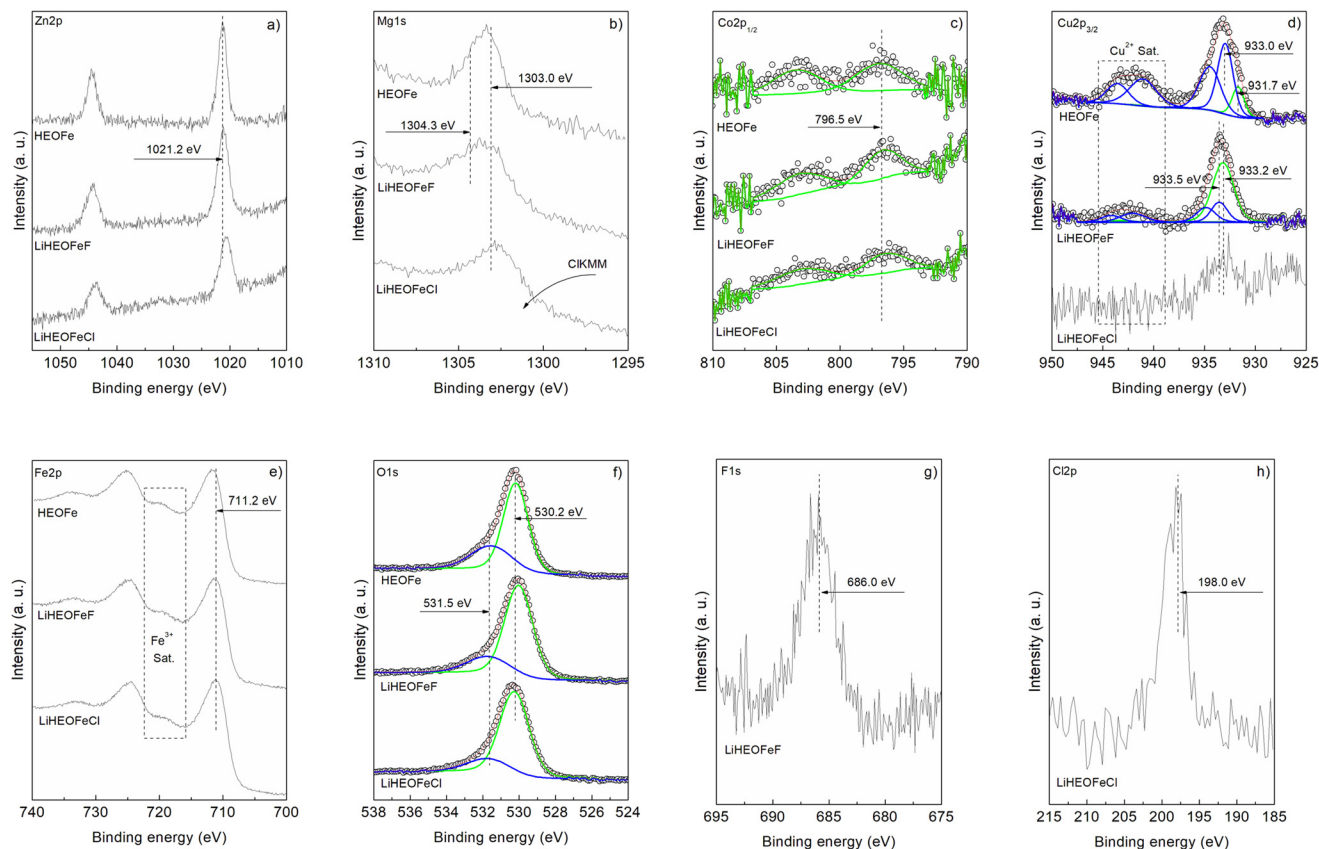 Zn2p
a)
HEOFe
1021.2 eV
LiHEOFeF
LiHEOFeCl
Intensity (a. u.)
1050 1040 1030 1020 1010
Binding energy (eV)
Mg1s
b)
1303.0 eV
HEOFe
1304.3 eV
LiHEOFeF
LiHEOFeCl
ClKMM
Intensity (a. u.)
1310 1305 1300 1295
Binding energy (eV)
Co2p1/2
c)
HEOFe
796.5 eV
LiHEOFeF
LiHEOFeCl
Intensity (a. u.)
810 805 800 795 790
Binding energy (eV)
Cu2p3/2
d)
Cu2+ Sat.
933.0 eV
931.7 eV
HEOFe
933.5 eV
933.2 eV
LiHEOFeF
LiHEOFeCl
Intensity (a. u.)
950 945 940 935 930 925
Binding energy (eV)
Fe2p
e)
711.2 eV
HEOFe
LiHEOFeF
Fe3+
Sat.
LiHEOFeCl
Intensity (a. u.)
740 730 720 710 700
Binding energy (eV)
O1s
f)
530.2 eV
HEOFe
531.5 eV
LiHEOFeF
LiHEOFeCl
Intensity (a. u.)
538 536 534 532 530 528 526 524
Binding energy (eV)
F1s
g)
686.0 eV
LiHEOFeF
Intensity (a. u.)
695 690 685 680 675
Binding energy (eV)
Cl2p
h)
198.0 eV
LiHEOFeCl
Intensity (a. u.)
215 210 205 200 197 192 185
Binding energy (eV)